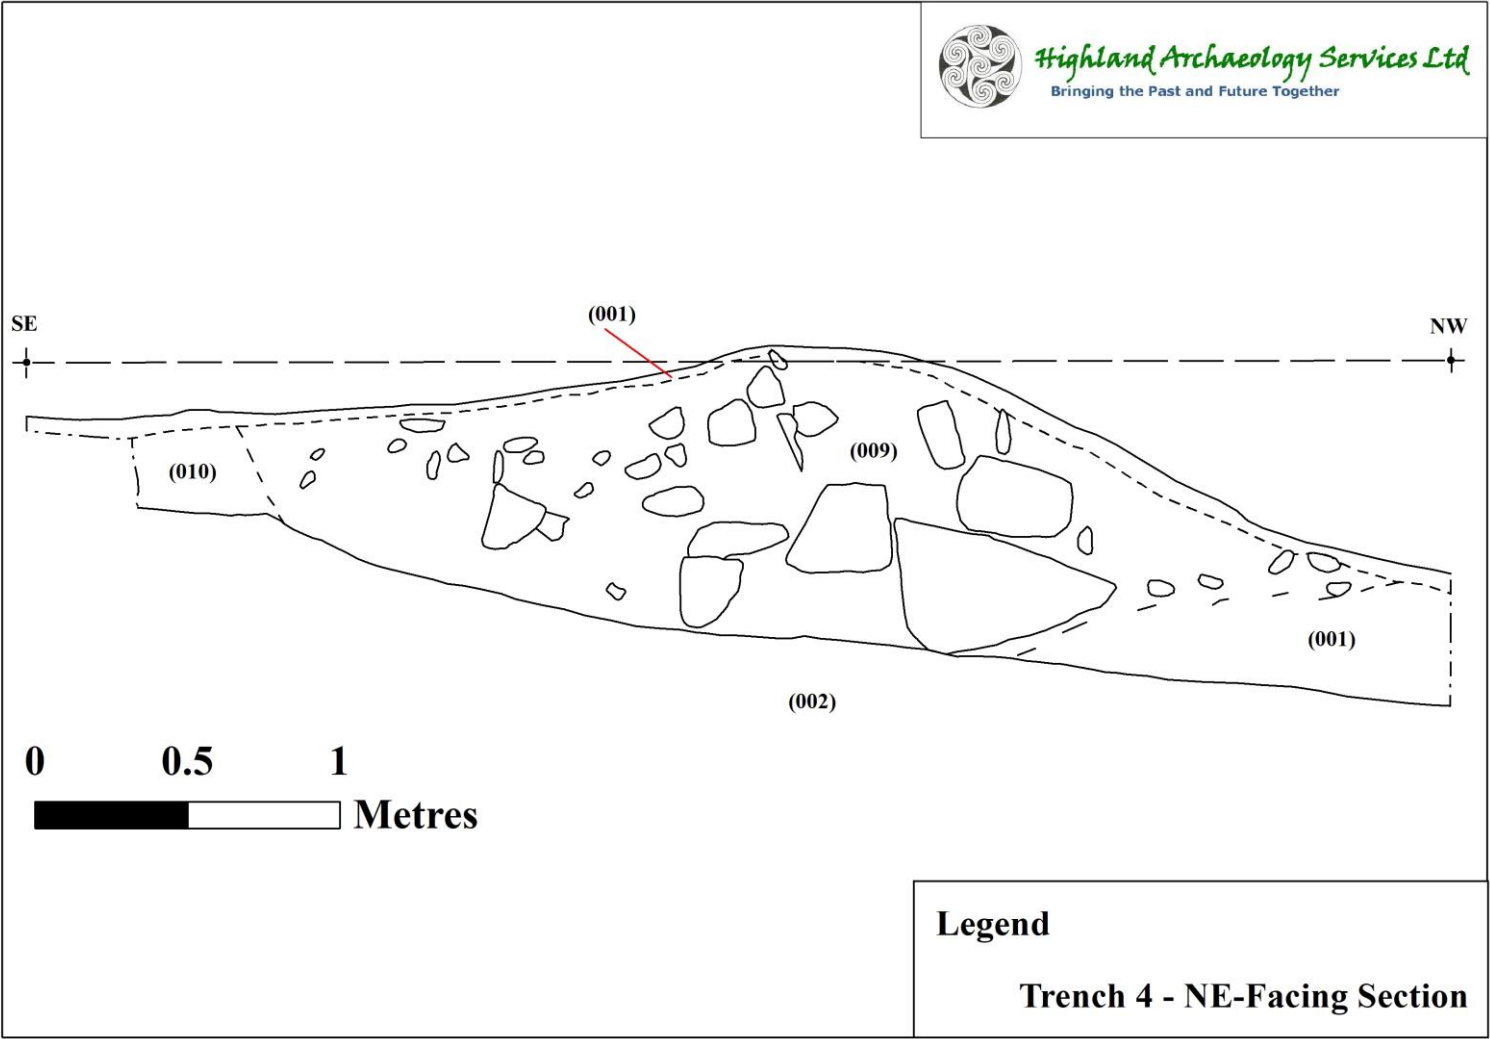 Highland Archaeology Services Ltd
Bringing the Past and Future Together
(001)
SE
NW
(009)
(010)
(001)
(002)
0 0.5 1
Metres
Legend
Trench 4 - NE-Facing Section